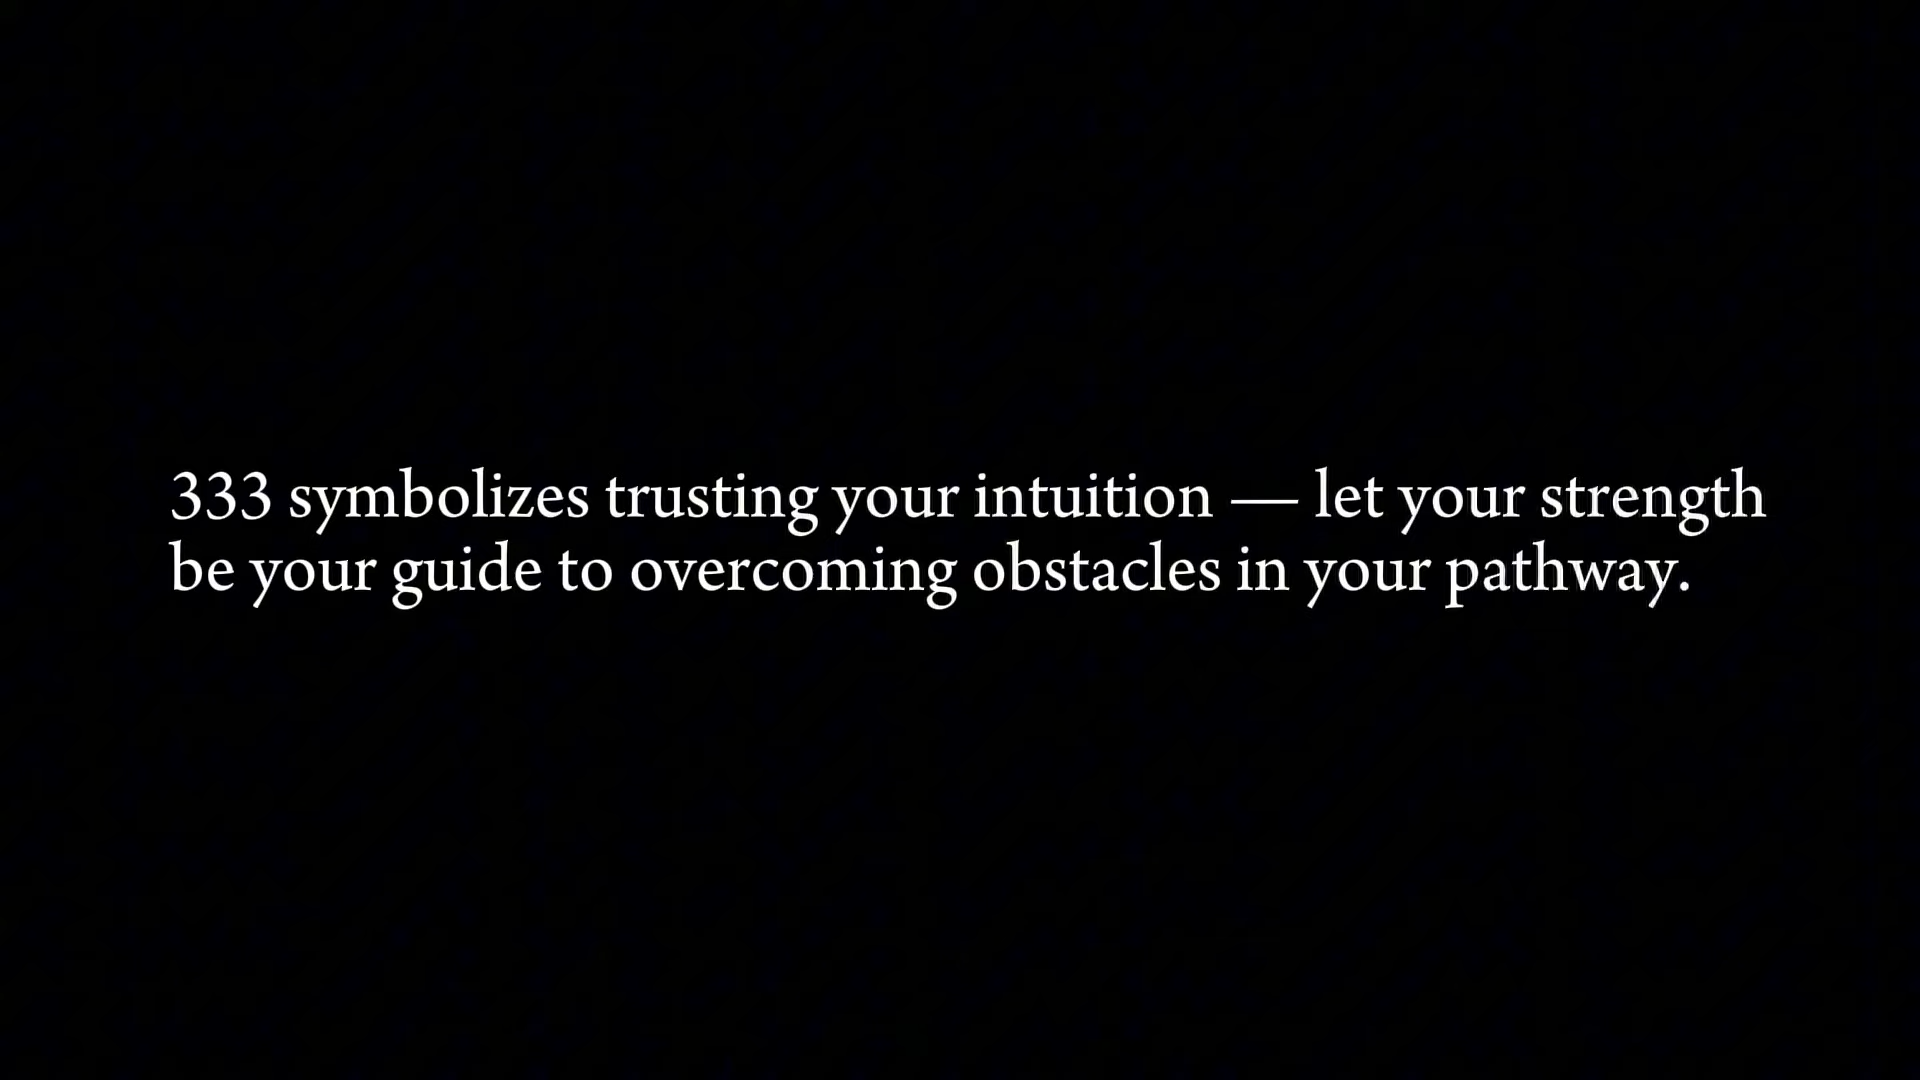 333 symbolizes trusting your intuition — let your strength
be your guide to overcoming obstacles in your pathway.